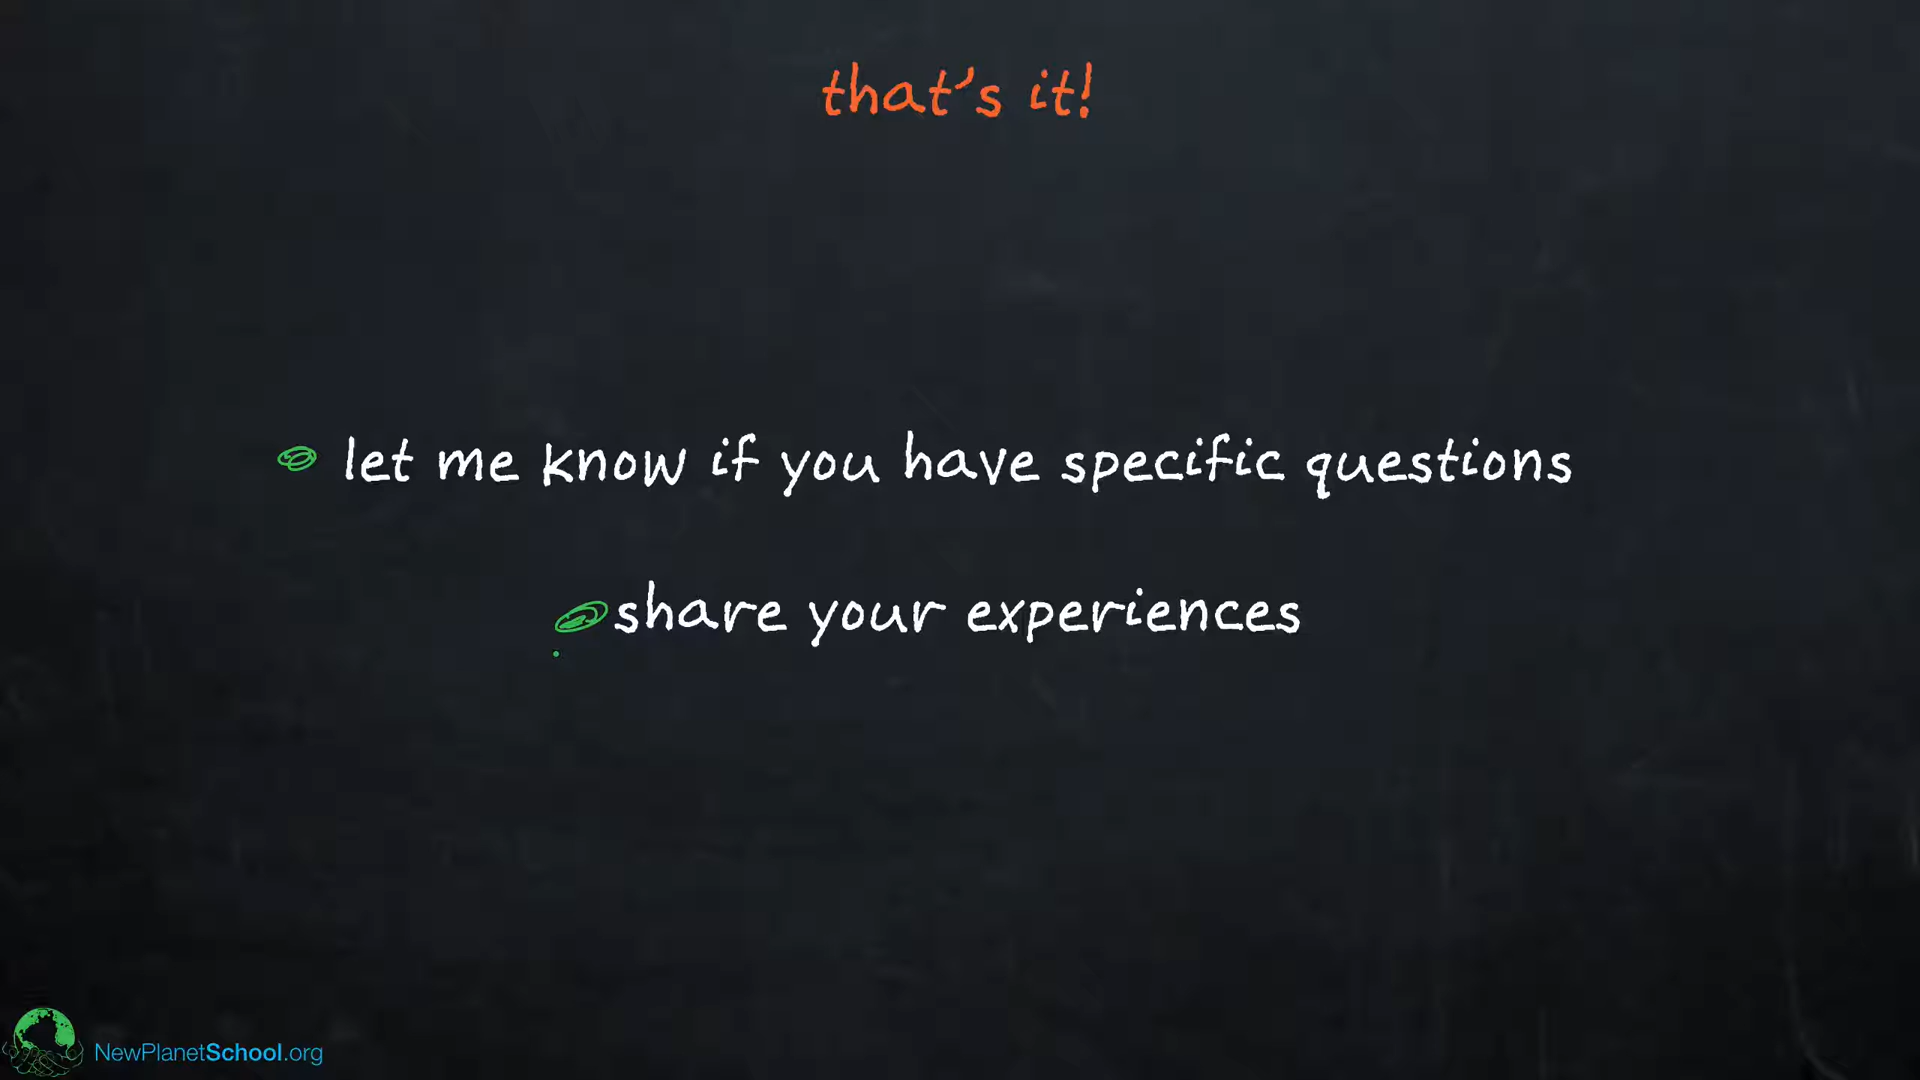 that's it!
let me know if you have specific questions
share your experiences
NewPlanetSchool.org